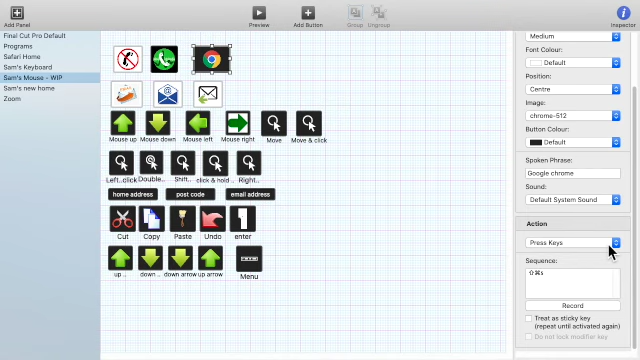 Add Panel
Preview
Add Button
Group
Ungroup
Inspector
Final Cut Pro Default
Programs
Safari Home
Sam's Keyboard
Sam's Mouse - WIP
Sam's new home
Zoom
Mouse up
Mouse down
Mouse left
Mouse right
Move
Move & click
Left..click
Double..
Shift..
click & hold ..
Right..
home address
post code
email address
Cut
Copy
Paste
Undo
enter
up ..
down ..
down arrow
up arrow
Menu
Medium
Font Colour:
Default
Position:
Centre
Image:
chrome-512
Button Colour:
Default
Spoken Phrase:
Google chrome
Sound:
Default System Sound
Action
Press Keys
Sequence:
⇧⌘s
Record
Treat as sticky key
(repeat until activated again)
Do not lock modifier key